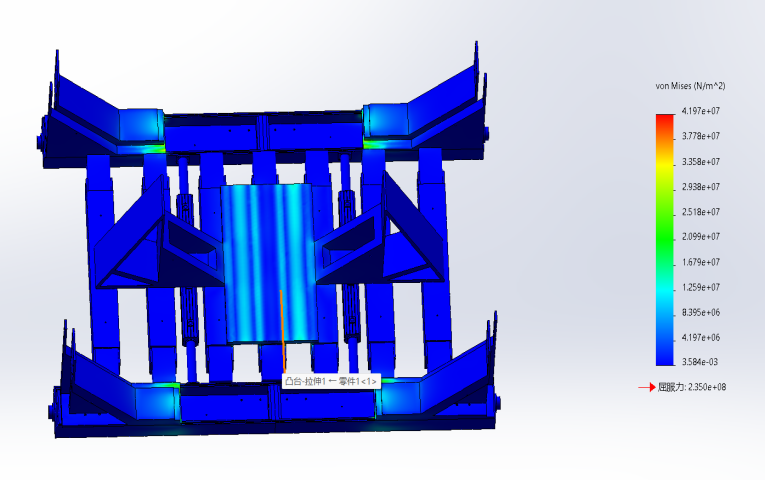 von Mises (N/m^2)
4.197e+07
3.778e+07
3.358e+07
2.938e+07
2.518e+07
2.099e+07
1.679e+07
1.259e+07
8.395e+06
4.197e+06
3.584e-03
屈服力: 2.350e+08
凸台-拉伸1 ← 零件1<1>